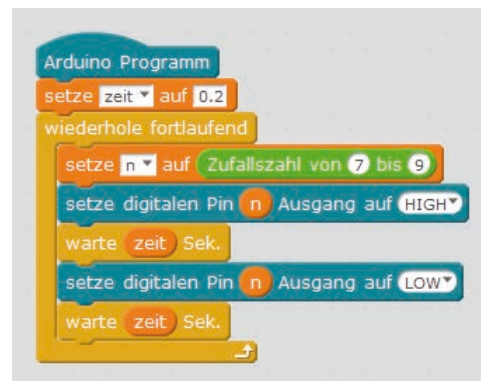 Arduino Programm
setze zeit auf 0.2
wiederhole fortlaufend
setze n auf Zufallszahl von 7 bis 9
setze digitalen Pin n Ausgang auf HIGH
warte zeit Sek.
setze digitalen Pin n Ausgang auf LOW
warte zeit Sek.